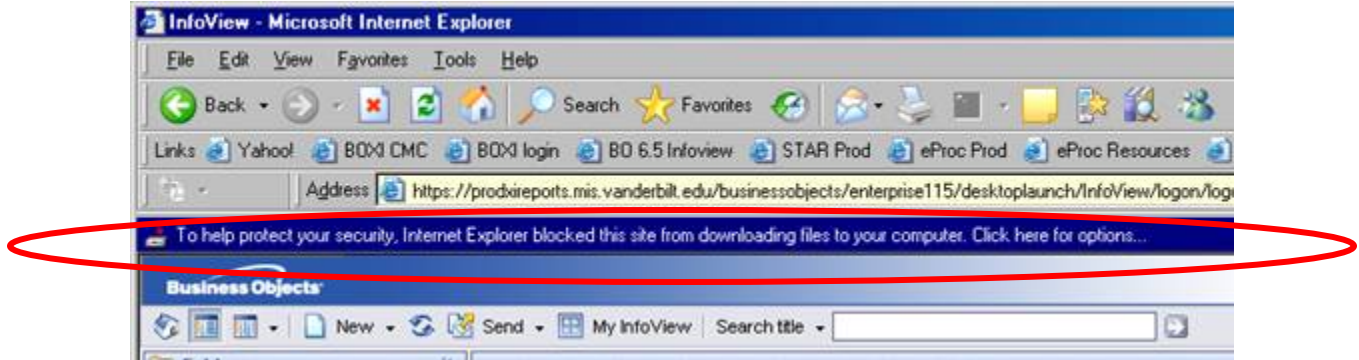 InfoView - Microsoft Internet Explorer
File Edit View Favorites Tools Help
Back Search Favorites
Links Yahoo! BOXI CMC BOXI login BO 6.5 Infoview STAR Prod eProc Prod eProc Resources
Address https://prodxireports.mis.vanderbilt.edu/businessobjects/enterprise115/desktoplaunch/InfoView/logon/logo
To help protect your security, Internet Explorer blocked this site from downloading files to your computer. Click here for options...
Business Objects
New Send My InfoView Search title